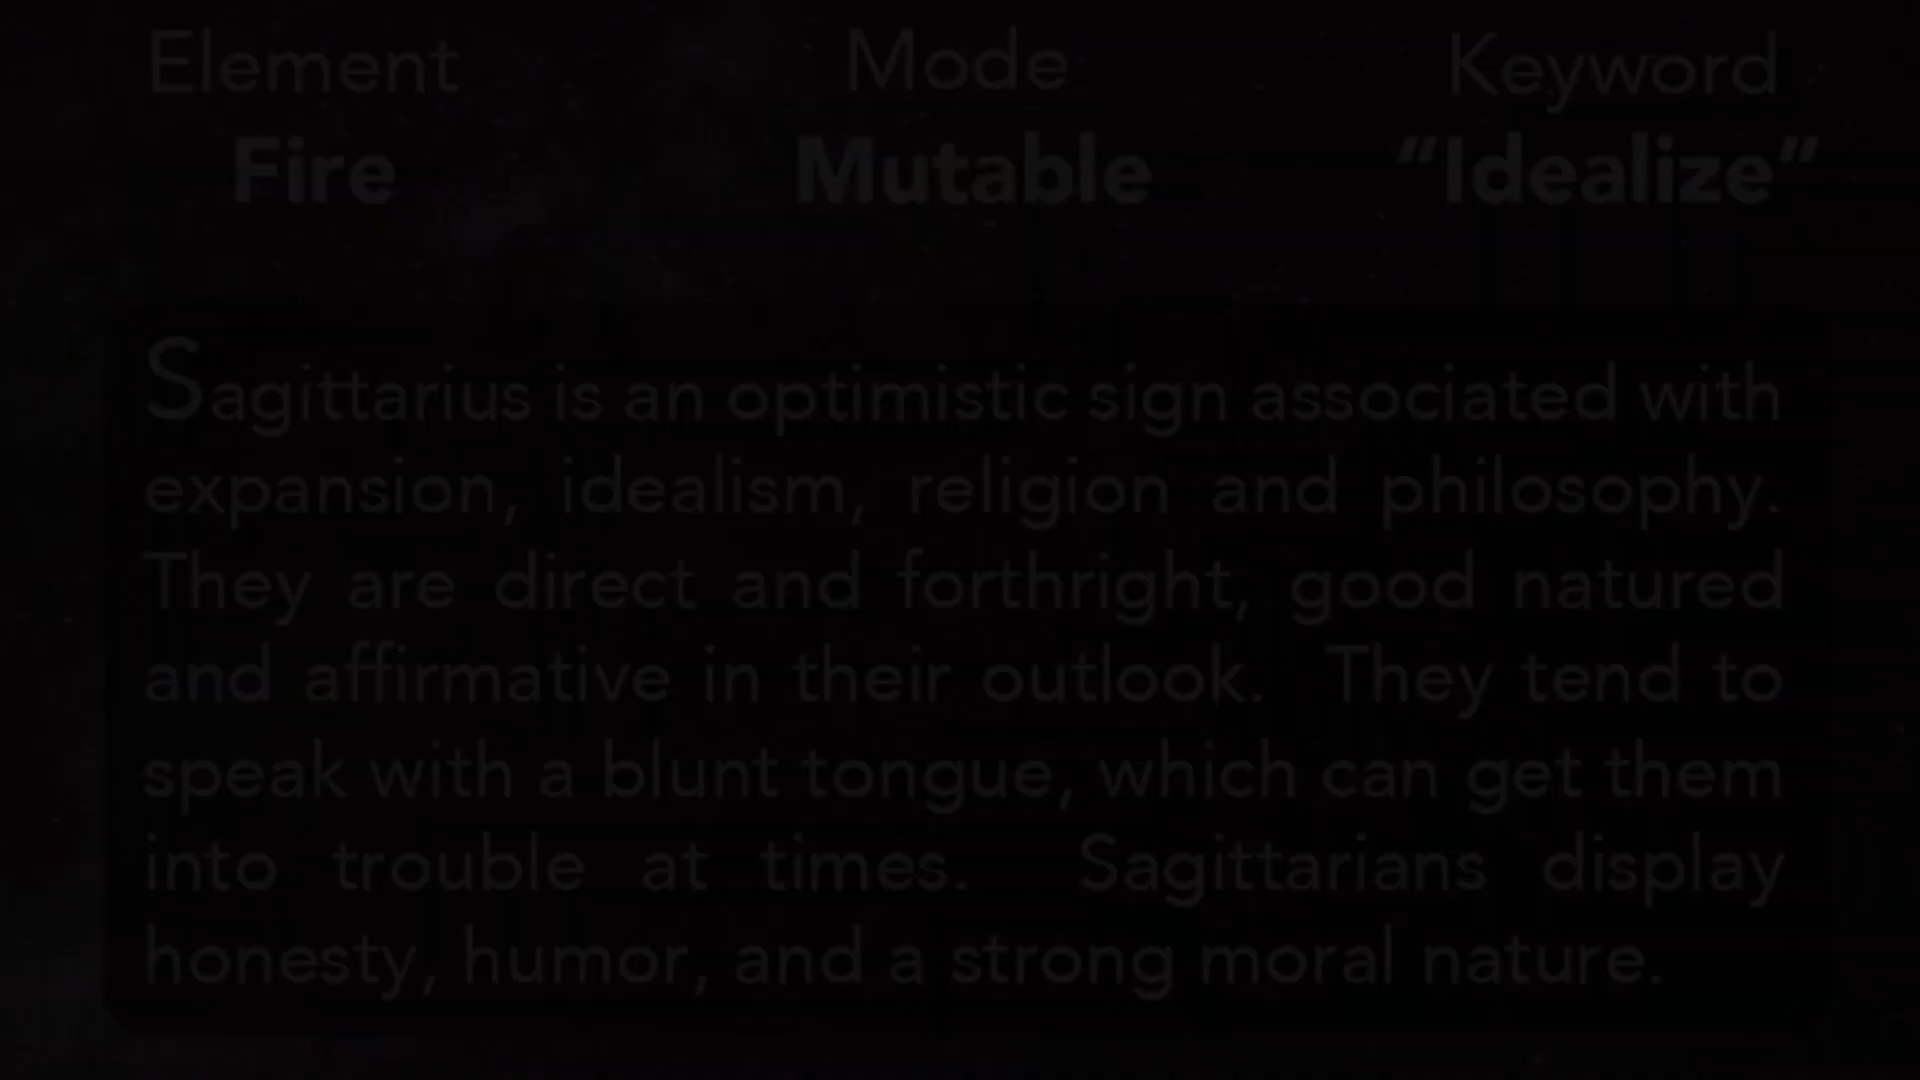 Element Mode Keyword
Fire Mutable “Idealize”
Sagittarius is an optimistic sign associated with
expansion, idealism, religion and philosophy.
They are direct and forthright, good natured
and affirmative in their outlook. They tend to
speak with a blunt tongue, which can get them
into trouble at times. Sagittarians display
honesty, humor, and a strong moral nature.